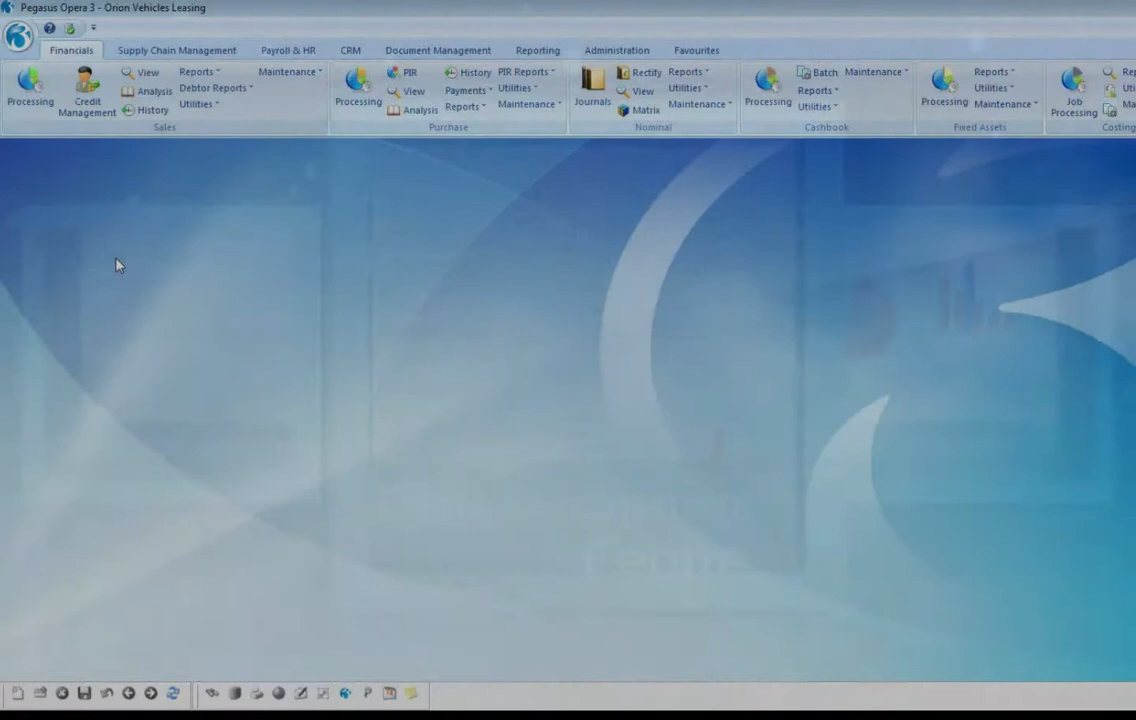 Pegasus Opera 3 - Orion Vehicles Leasing
Financials Supply Chain Management Payroll & HR CRM Document Management Reporting Administration Favourites
Processing Credit Management View Analysis History Reports Debtor Reports Utilities Maintenance
Sales
Processing PIR View Analysis History Payments Reports PIR Reports Utilities Maintenance
Purchase
Journals Rectify View Matrix Reports Utilities Maintenance
Nominal
Processing Batch Reports Utilities Maintenance
Cashbook
Processing Reports Utilities Maintenance
Fixed Assets
Job Processing Rep Uti Ma
Costing